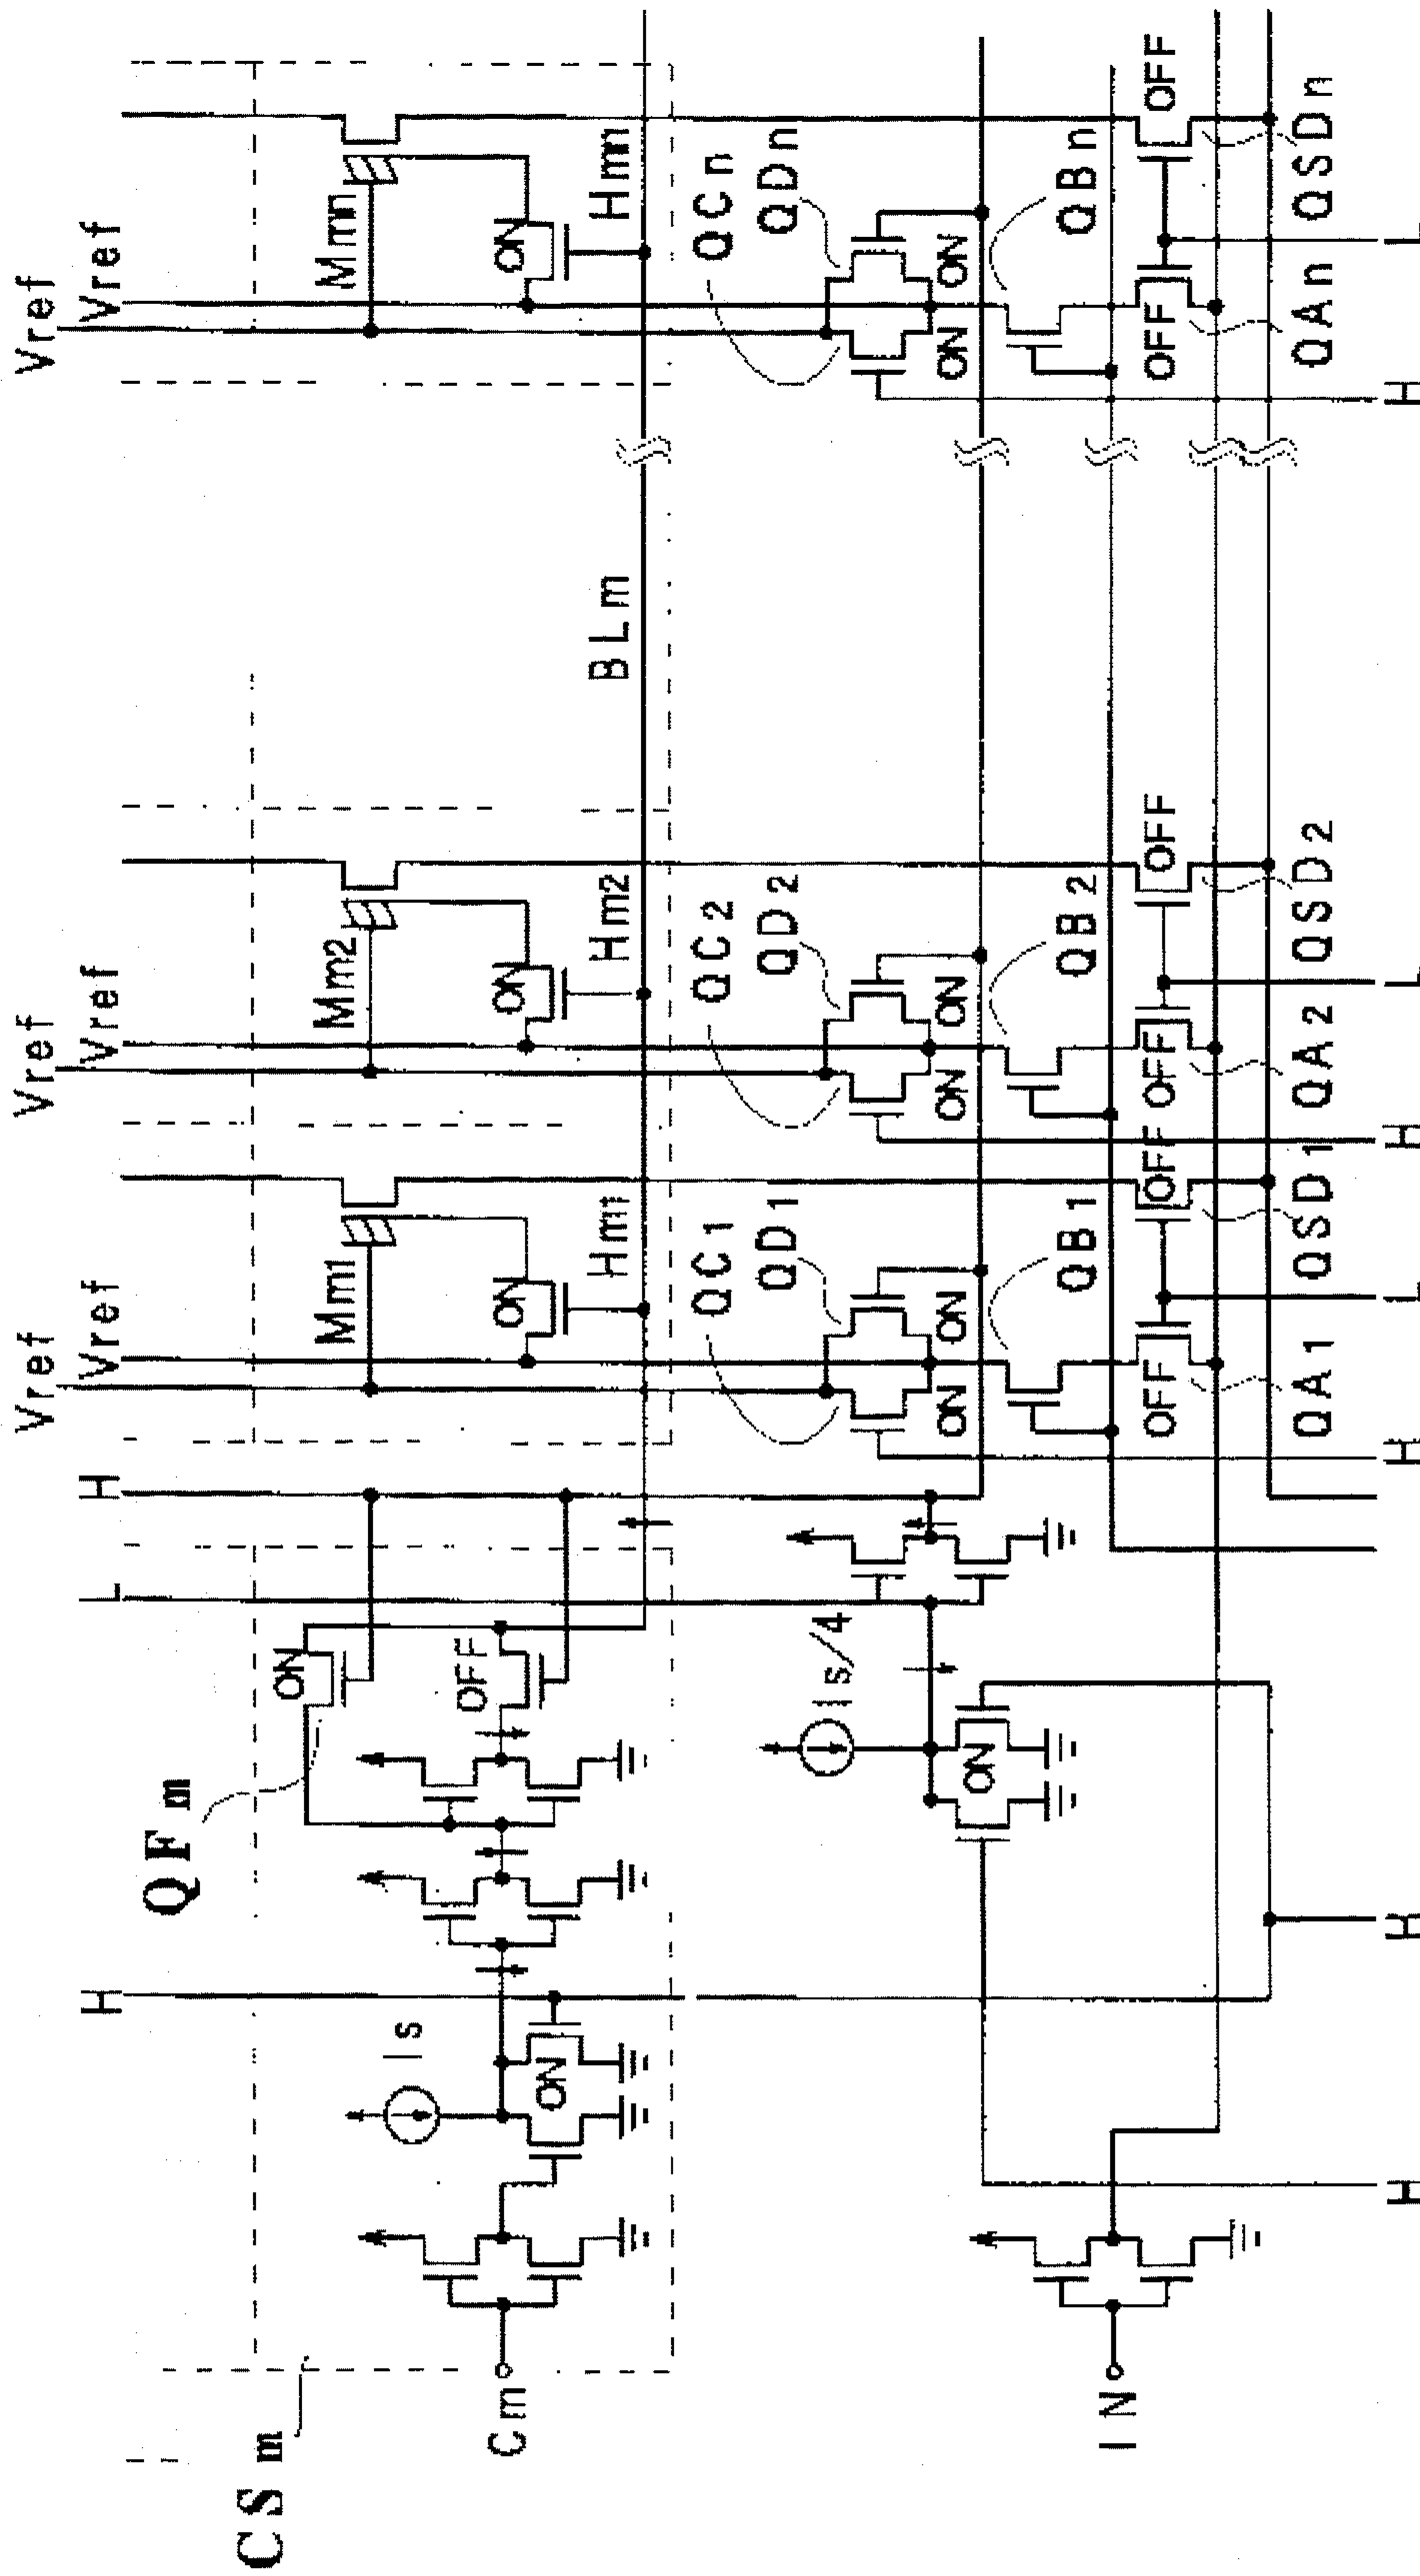 Vref
Vref
Vref
Vref
Vref
Vref
H
L
H
Mm1
Mm2
Mmn
ON
ON
ON
ON
OFF
QFm
Hm1
Hm2
Hmn
BLm
CSm
Cm
Is
ON
QC1
QD1
QC2
QD2
QCn
QDn
ON
ON
ON
ON
ON
ON
Is/4
ON
QB1
QB2
QBn
OFF
OFF
OFF
OFF
OFF
OFF
IN
QA1
QSD1
QA2
QSD2
QAn
QSDn
H
H
H
L
H
L
H
L